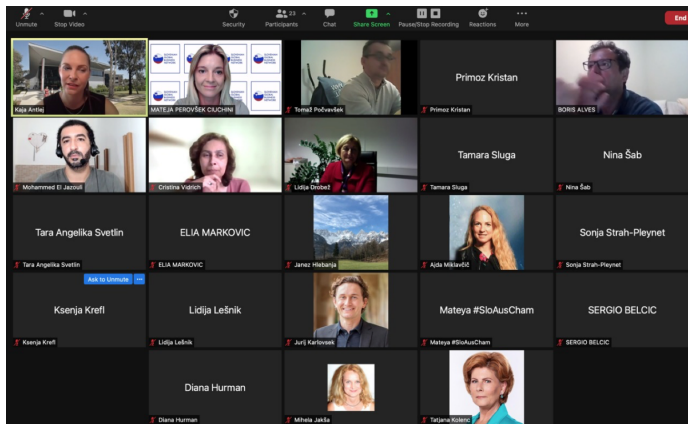 Unmute
Stop Video
Security
23
Participants
Chat
Share Screen
Pause/Stop Recording
Reactions
More
End
Kaja Antlej
MATEJA PEROVŠEK CIUCHINI
Tomaž Počvavšek
Primoz Kristan
Primoz Kristan
BORIS ALVES
Mohammed El Jazouli
Cristina Vidrich
Lidija Drobež
Tamara Sluga
Tamara Sluga
Nina Šab
Nina Šab
Tara Angelika Svetlin
Tara Angelika Svetlin
ELIA MARKOVIC
ELIA MARKOVIC
Janez Hlebanja
Ajda Miklavčič
Sonja Strah-Pleynet
Sonja Strah-Pleynet
Ask to Unmute
Ksenja Krefl
Ksenja Krefl
Lidija Lešnik
Lidija Lešnik
Jurij Karlovsek
Mateya #SloAusCham
Mateya #SloAusCham
SERGIO BELCIC
SERGIO BELCIC
Diana Hurman
Diana Hurman
Mihela Jakša
Tatjana Kolenc